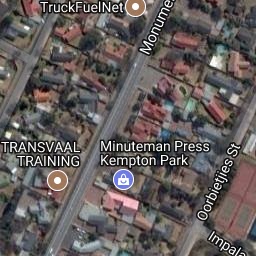 TruckFuelNet
Monume
TRANSVAAL
TRAINING
Minuteman Press
Kempton Park
Oorbietjies St
Impala